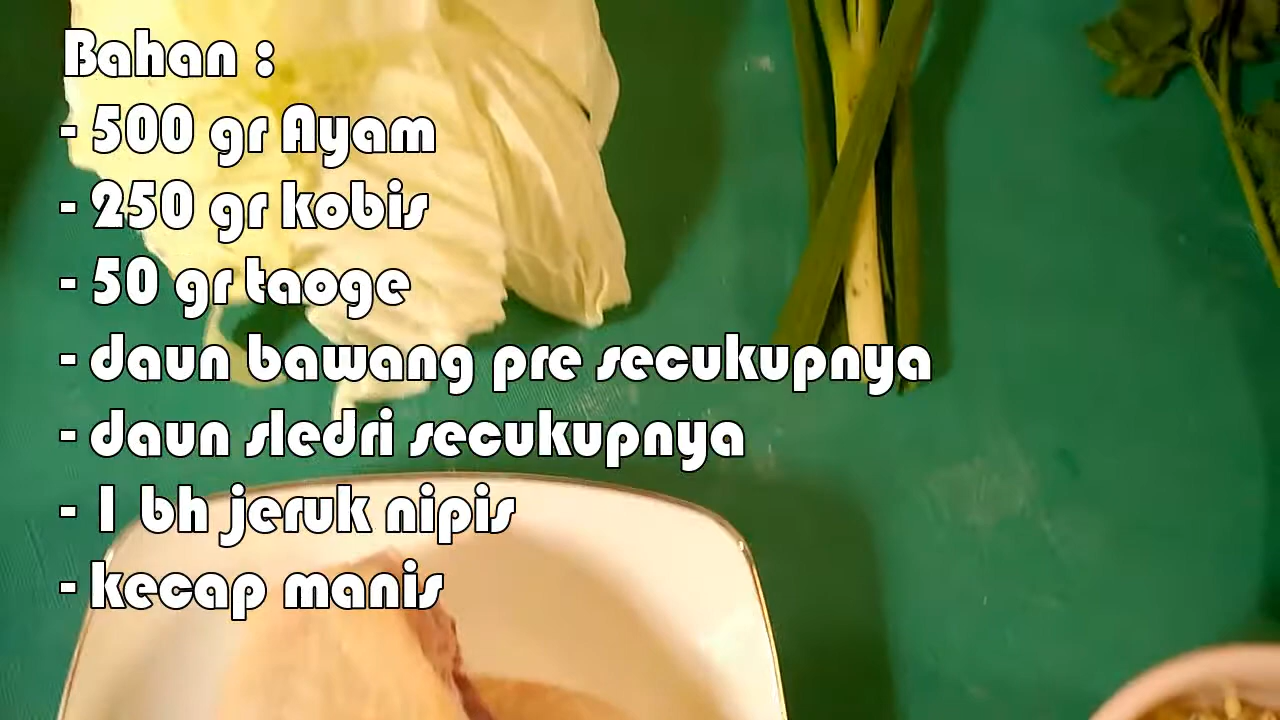 Bahan :
- 500 gr Ayam
- 250 gr kobis
- 50 gr taoge
- daun bawang pre secukupnya
- daun sledri secukupnya
- 1 bh jeruk nipis
- kecap manis